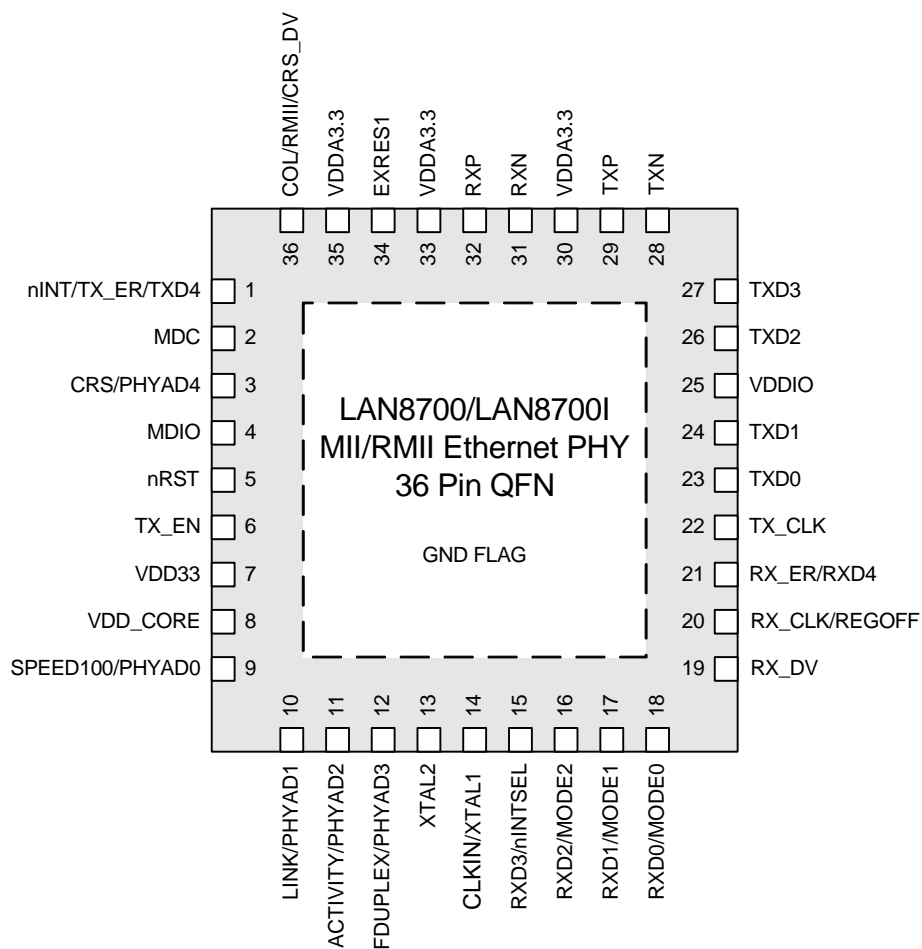 COL/RMII/CRS_DV
VDDA3.3
EXRES1
VDDA3.3
RXP
RXN
VDDA3.3
TXP
TXN
36
35
34
33
32
31
30
29
28
nINT/TX_ER/TXD4 1
MDC 2
CRS/PHYAD4 3
MDIO 4
nRST 5
TX_EN 6
VDD33 7
VDD_CORE 8
SPEED100/PHYAD0 9
LAN8700/LAN8700I
MII/RMII Ethernet PHY
36 Pin QFN
GND FLAG
27 TXD3
26 TXD2
25 VDDIO
24 TXD1
23 TXD0
22 TX_CLK
21 RX_ER/RXD4
20 RX_CLK/REGOFF
19 RX_DV
10
11
12
13
14
15
16
17
18
LINK/PHYAD1
ACTIVITY/PHYAD2
FDUPLEX/PHYAD3
XTAL2
CLKIN/XTAL1
RXD3/nINTSEL
RXD2/MODE2
RXD1/MODE1
RXD0/MODE0